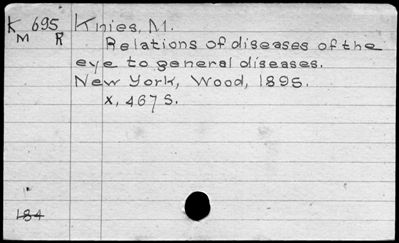 K 695 Knies, M.
M R Relations of diseases of the
eye to general diseases.
New York, Wood, 1895.
x, 467 S.
184